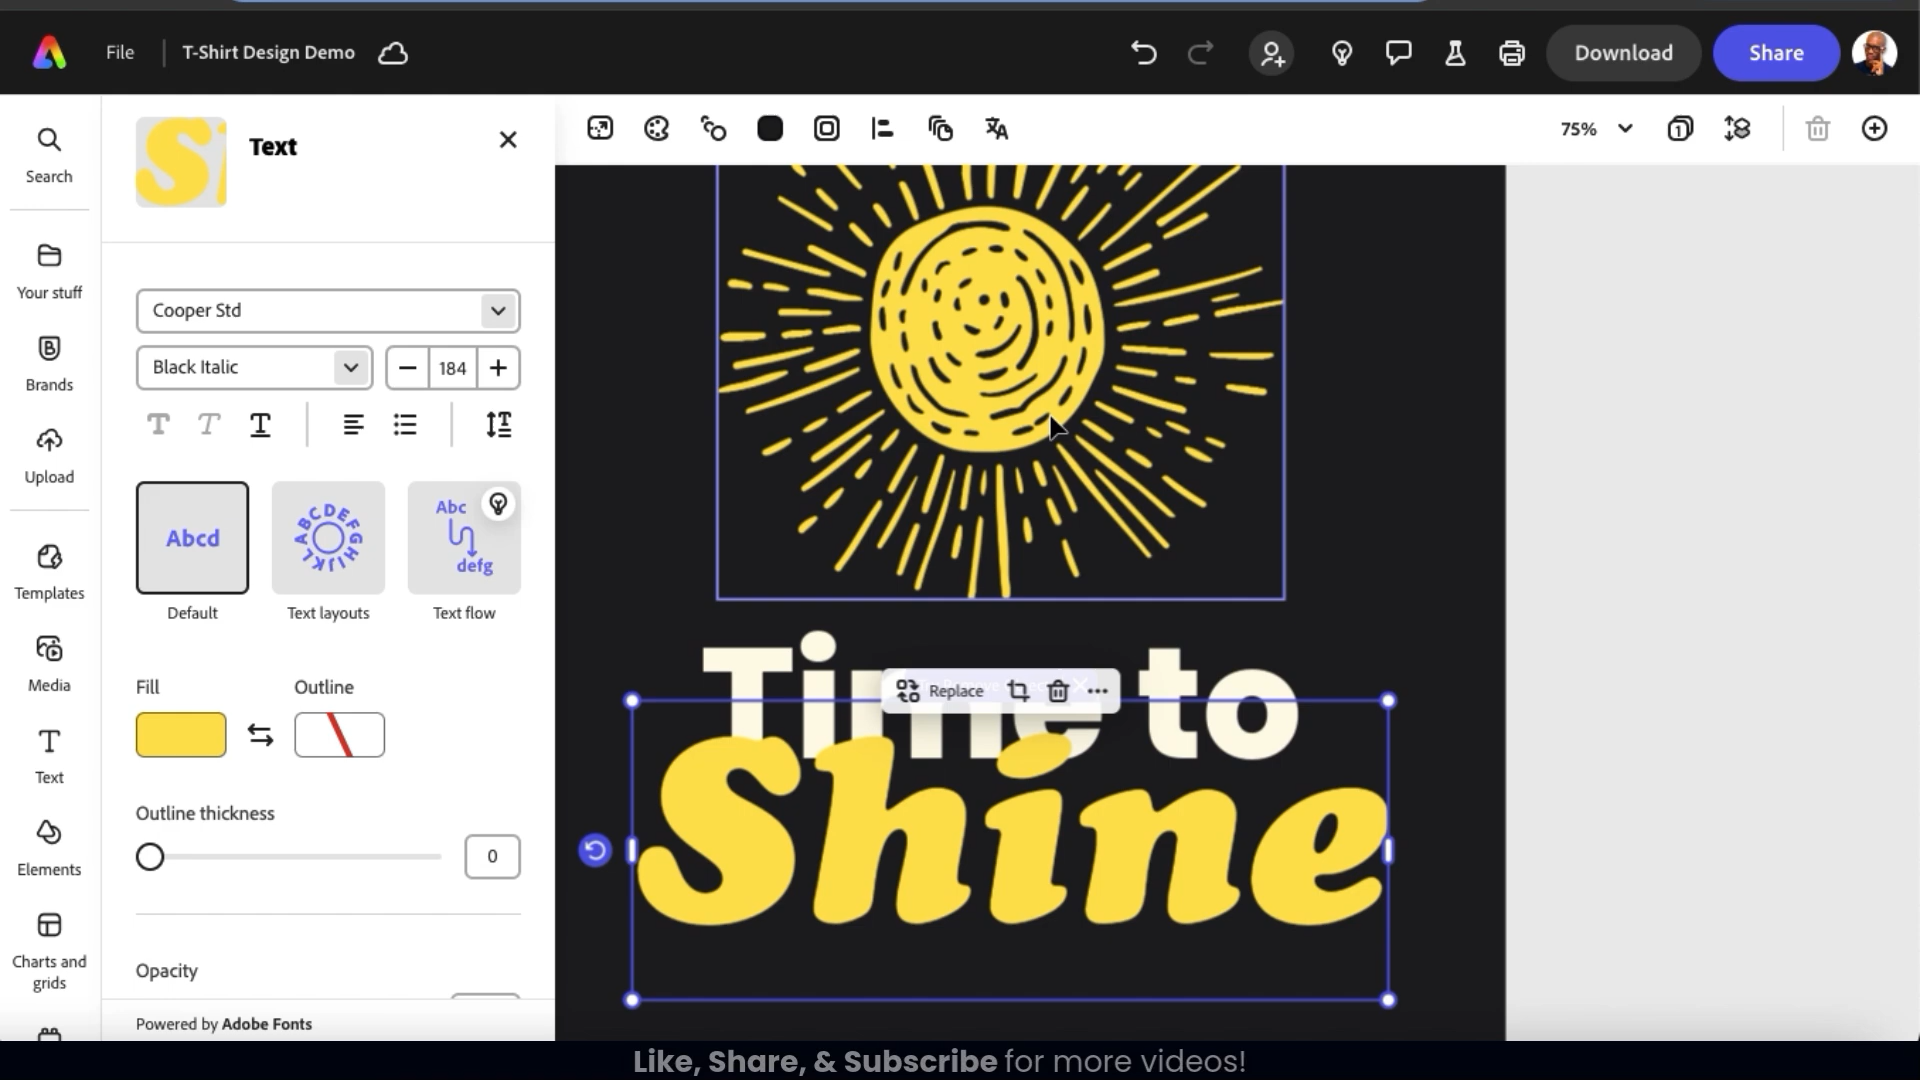 File
T-Shirt Design Demo
Download
Share
Search
Your stuff
Brands
Upload
Templates
Media
Text
Elements
Charts and
grids
Text
Cooper Std
Black Italic
184
Abcd
Default
ABCDEFGHIJKL
Text layouts
Abc
defg
Text flow
Fill
Outline
Outline thickness
0
Opacity
Powered by Adobe Fonts
75%
1
Time to
Replace
Shine
Like, Share, & Subscribe for more videos!